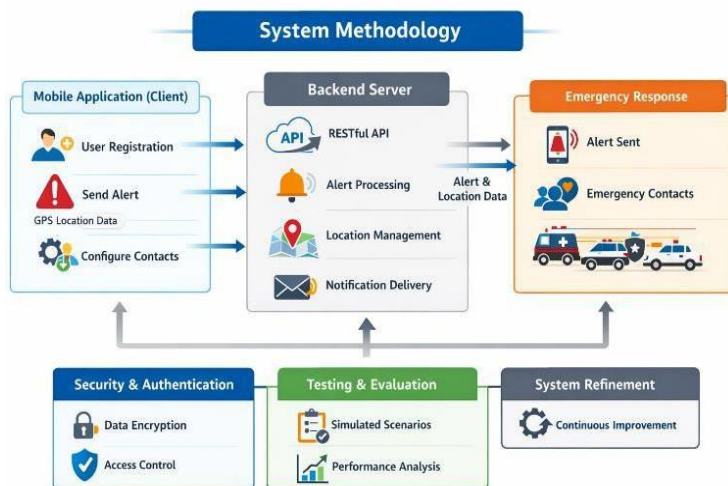 System Methodology
Mobile Application (Client)
User Registration
Send Alert
GPS Location Data
Configure Contacts
Backend Server
API
RESTful API
Alert Processing
Location Management
Notification Delivery
Alert &
Location Data
Emergency Response
Alert Sent
Emergency Contacts
Security & Authentication
Data Encryption
Access Control
Testing & Evaluation
Simulated Scenarios
Performance Analysis
System Refinement
Continuous Improvement